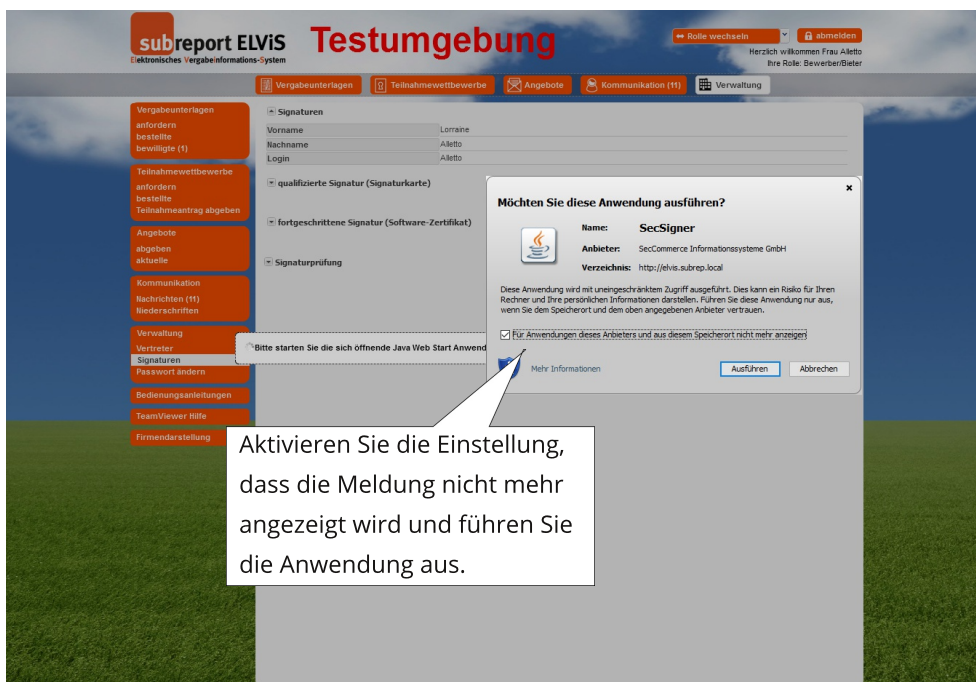 subreport ELViS
Elektronisches Vergabeinformations-System
Testumgebung
Rolle wechseln
abmelden
Herzlich willkommen Frau Alletto
Ihre Rolle: Bewerber/Bieter
Vergabeunterlagen
Teilnahmewettbewerbe
Angebote
Kommunikation (11)
Verwaltung
Vergabeunterlagen
anfordern
bestellte
bewilligte (1)
Teilnahmewettbewerbe
anfordern
bestellte
Teilnahmeantrag abgeben
Angebote
abgeben
aktuelle
Kommunikation
Nachrichten (11)
Niederschriften
Verwaltung
Vertreter
Signaturen
Passwort ändern
Bedienungsanleitungen
TeamViewer Hilfe
Firmendarstellung
Signaturen
Vorname Lorraine
Nachname Alletto
Login Alletto
qualifizierte Signatur (Signaturkarte)
fortgeschrittene Signatur (Software-Zertifikat)
Signaturprüfung
Bitte starten Sie die sich öffnende Java Web Start Anwend
Möchten Sie diese Anwendung ausführen?
Name: SecSigner
Anbieter: SecCommerce Informationssysteme GmbH
Verzeichnis: http://elvis.subrep.local
Diese Anwendung wird mit uneingeschränktem Zugriff ausgeführt. Dies kann ein Risiko für Ihren
Rechner und Ihre persönlichen Informationen darstellen. Führen Sie diese Anwendung nur aus,
wenn Sie dem Speicherort und dem oben angegebenen Anbieter vertrauen.
Für Anwendungen dieses Anbieters und aus diesem Speicherort nicht mehr anzeigen
Mehr Informationen
Ausführen
Abbrechen
Aktivieren Sie die Einstellung,
dass die Meldung nicht mehr
angezeigt wird und führen Sie
die Anwendung aus.